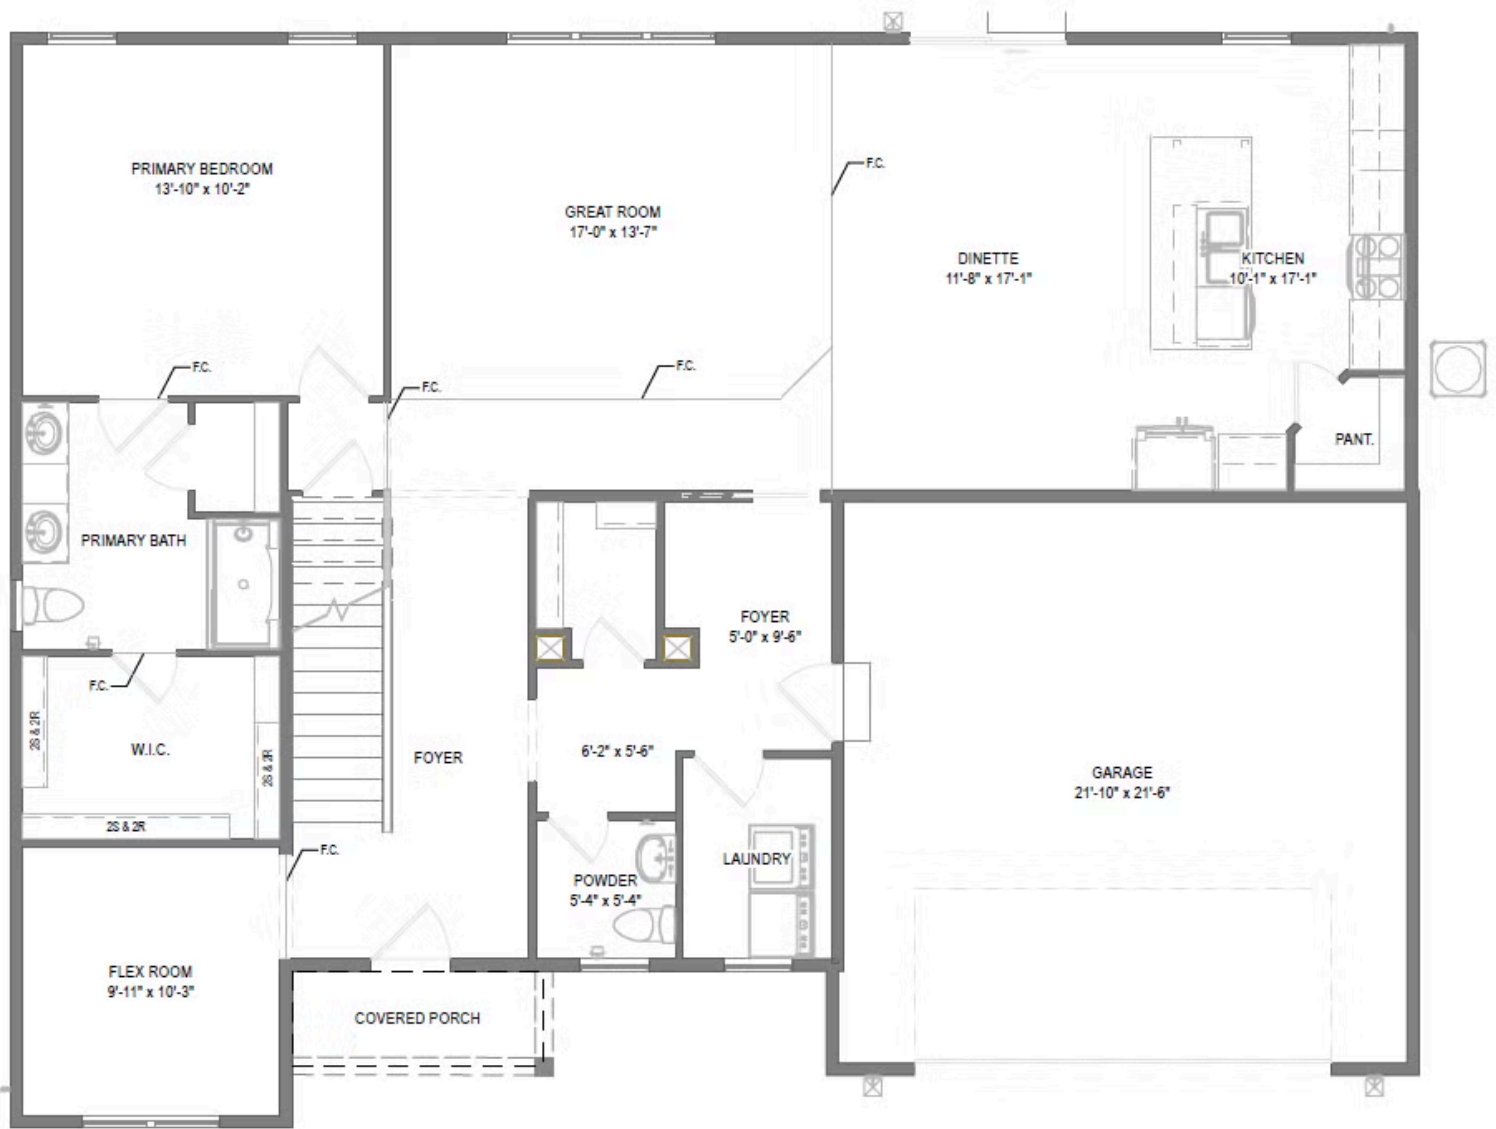 PRIMARY BEDROOM
13'-10" x 10'-2"
GREAT ROOM
17'-0" x 13'-7"
F.C.
DINETTE
11'-8" x 17'-1"
KITCHEN
10'-1" x 17'-1"
F.C.
F.C.
F.C.
PANT.
PRIMARY BATH
FOYER
5'-0" x 9'-6"
F.C.
2S & 2R
W.I.C.
2S & 2R
2S & 2R
FOYER
6'-2" x 5'-6"
GARAGE
21'-10" x 21'-6"
F.C.
LAUNDRY
POWDER
5'-4" x 5'-4"
FLEX ROOM
9'-11" x 10'-3"
COVERED PORCH